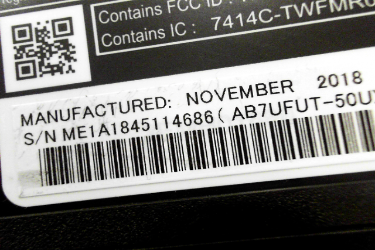 Contains FCC ID :
Contains IC : 7414C-TWFMR
MANUFACTURED: NOVEMBER 2018
S/N ME1A1845114686( AB7UFUT-50U